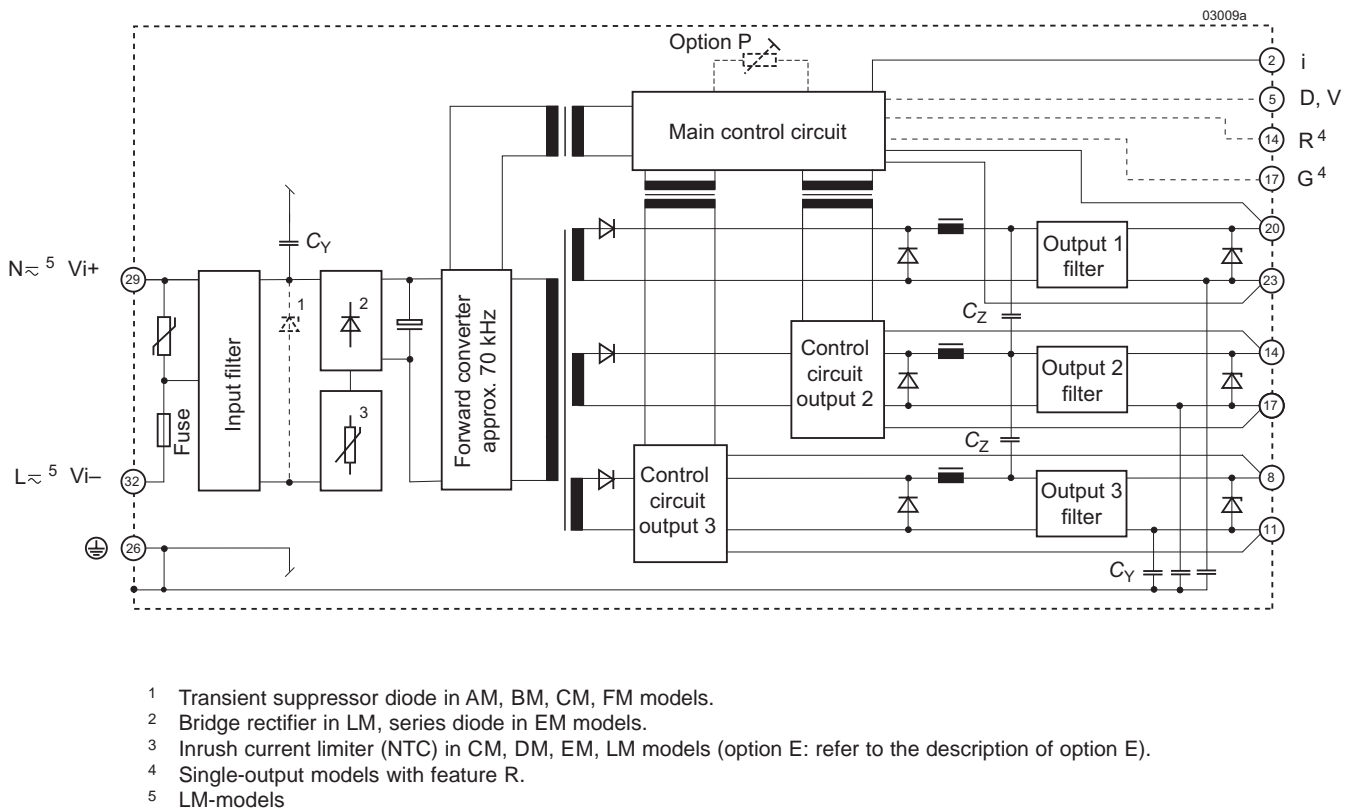 03009a
Option P
2 i
5 D, V
14 R 4
17 G 4
Main control circuit
CY
N≂ 5 Vi+
29
Input filter
1
2
3
Fuse
L≂ 5 Vi–
32
26
Forward converter
approx. 70 kHz
Output 1
filter
20
23
CZ
Control
circuit
output 2
Output 2
filter
14
17
CZ
Control
circuit
output 3
Output 3
filter
8
11
CY
1 Transient suppressor diode in AM, BM, CM, FM models.
2 Bridge rectifier in LM, series diode in EM models.
3 Inrush current limiter (NTC) in CM, DM, EM, LM models (option E: refer to the description of option E).
4 Single-output models with feature R.
5 LM-models